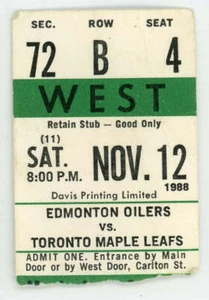 SEC. ROW SEAT
72 B 4
WEST
Retain Stub — Good Only
(11)
SAT. NOV. 12
8:00 P.M. 1988
Davis Printing Limited
EDMONTON OILERS
VS.
TORONTO MAPLE LEAFS
ADMIT ONE. Entrance by Main
Door or by West Door, Carlton St.